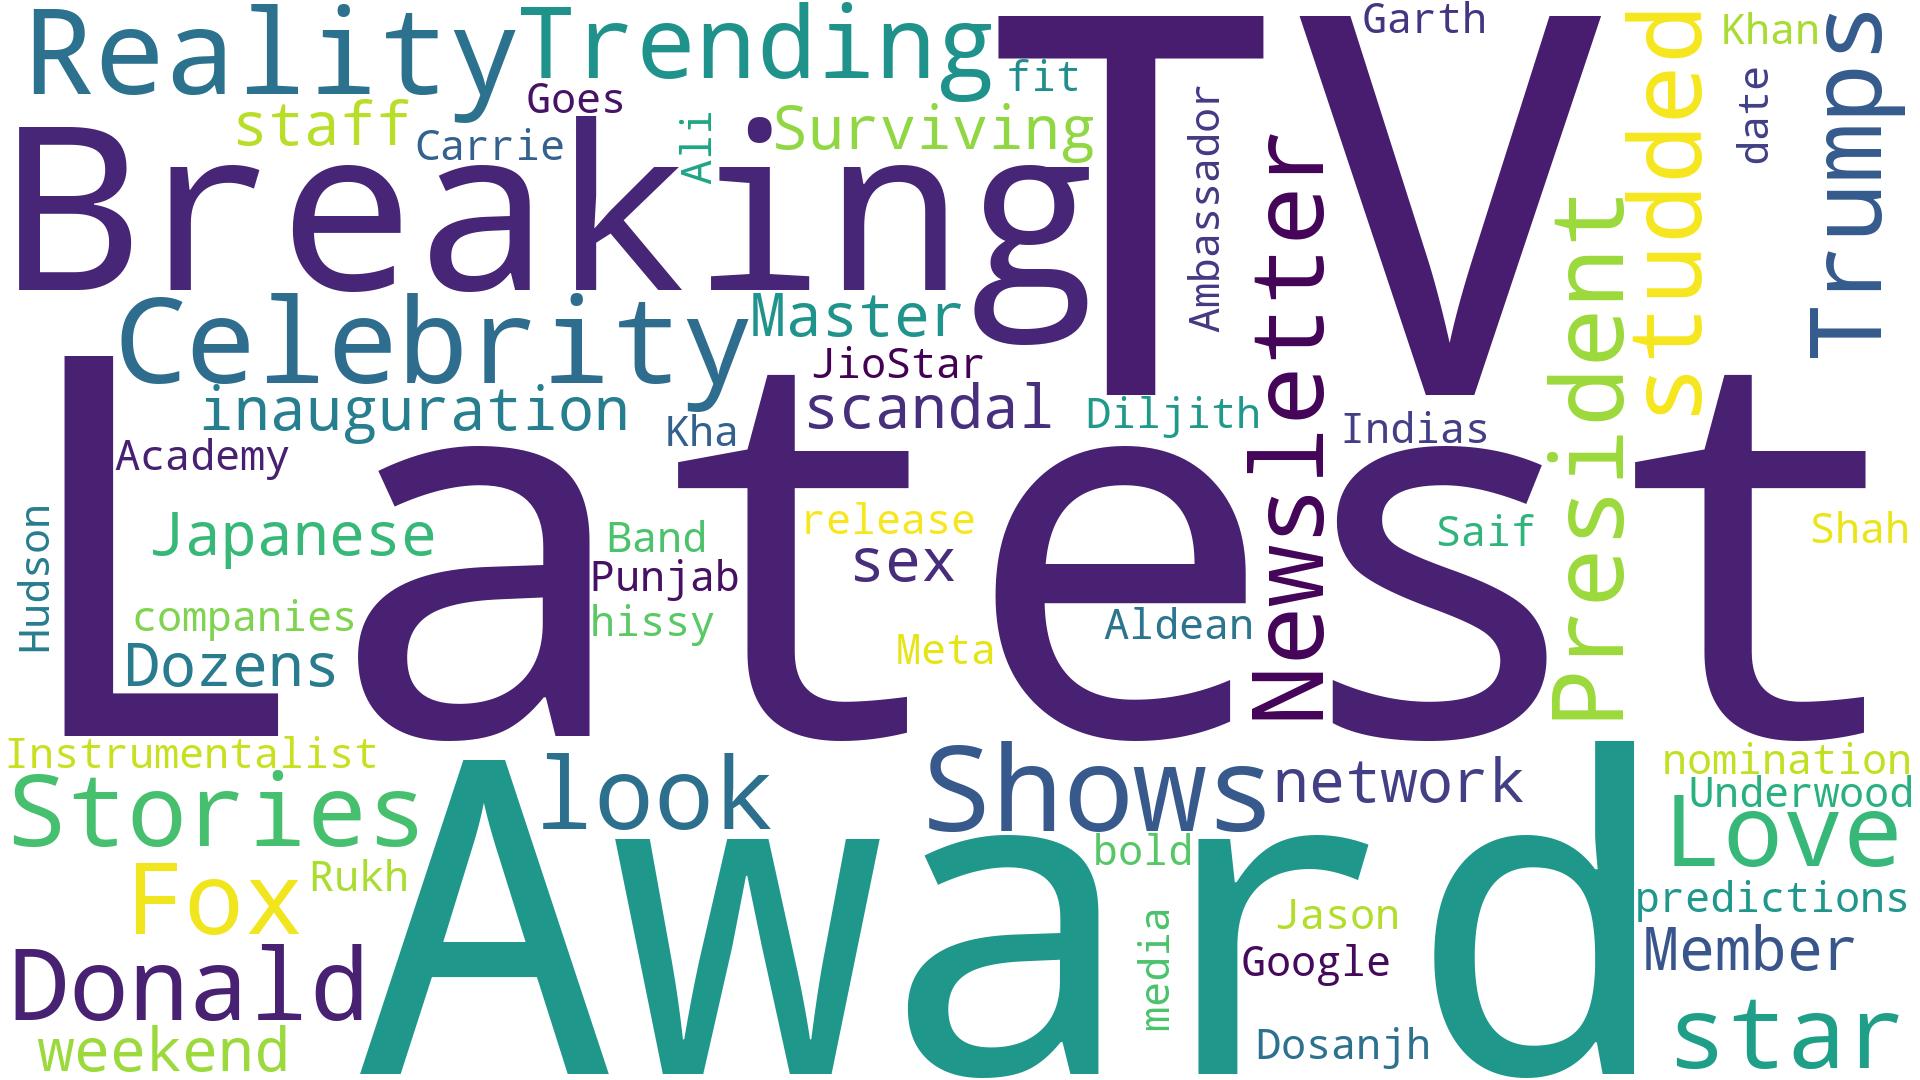 Reality
Trending
TV
Garth
Khan
studded
Trumps
fit
Goes
staff
Carrie
Ali
Surviving
Ambassador
date
Breaking
Newsletter
President
Celebrity
Master
JioStar
inauguration
scandal
Kha
Diljith
Indias
Academy
Latest
Hudson
Japanese
Band
release
Saif
Shah
Punjab
sex
companies
hissy
Aldean
Dozens
Meta
Instrumentalist
look
Shows
network
nomination
Underwood
Stories
Love
Award
bold
Fox
Rukh
predictions
Jason
media
Member
Google
Donald
star
weekend
Dosanjh